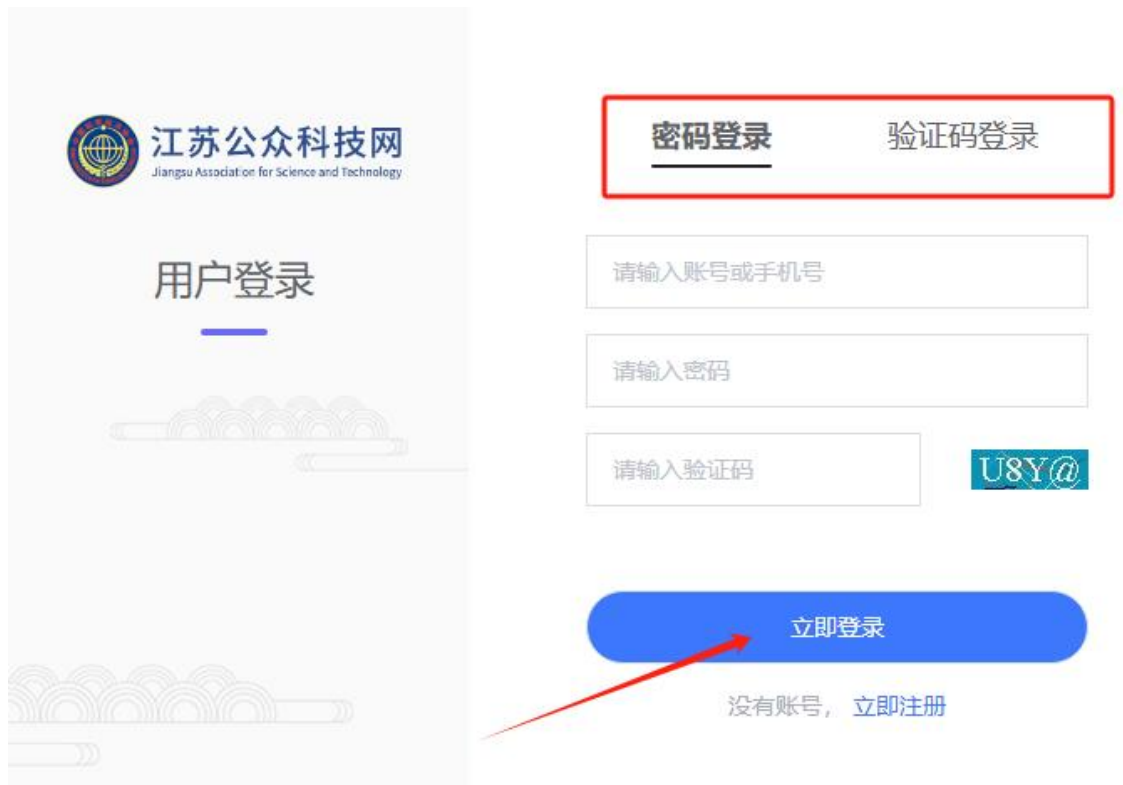 江苏公众科技网
Jiangsu Association for Science and Technology
用户登录
密码登录 验证码登录
请输入账号或手机号
请输入密码
请输入验证码 U8Y@
立即登录
没有账号，立即注册